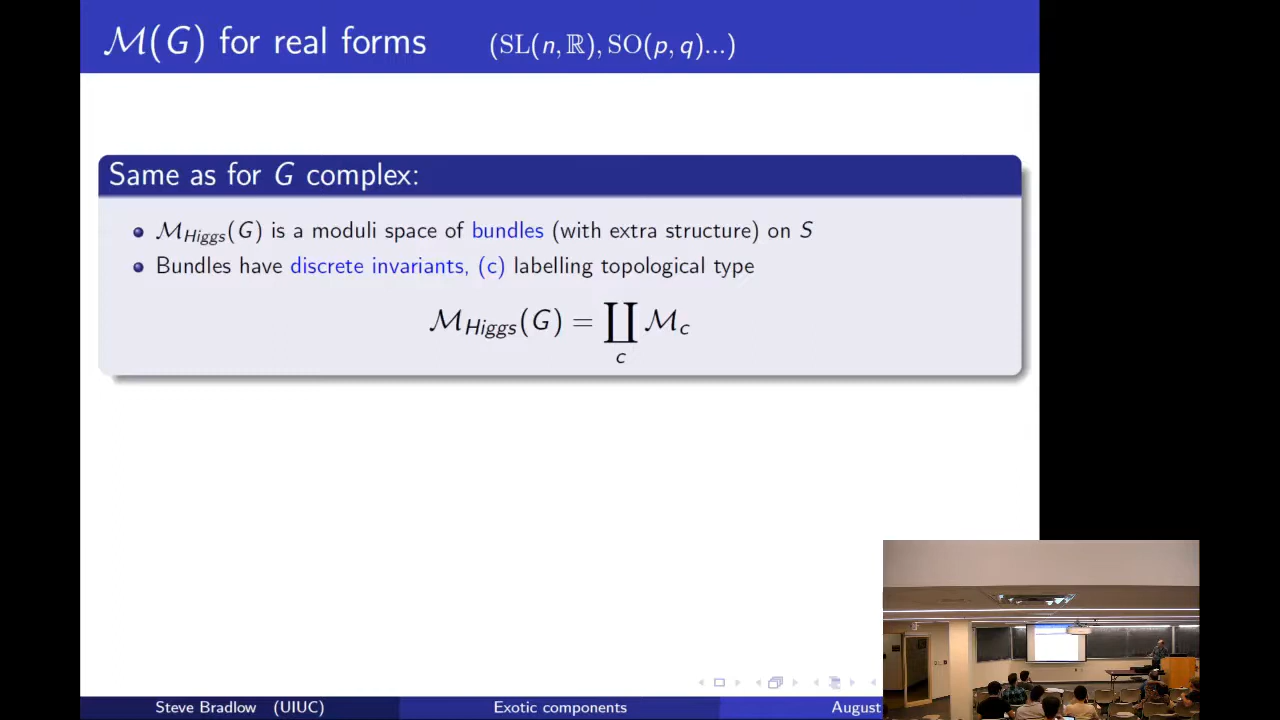 ℳ(G) for real forms (SL(n,ℝ), SO(p, q)...)
Same as for G complex:
• ℳ_Higgs(G) is a moduli space of bundles (with extra structure) on S
• Bundles have discrete invariants, (c) labelling topological type
ℳ_Higgs(G) = ∐_c ℳ_c
Steve Bradlow (UIUC) Exotic components August